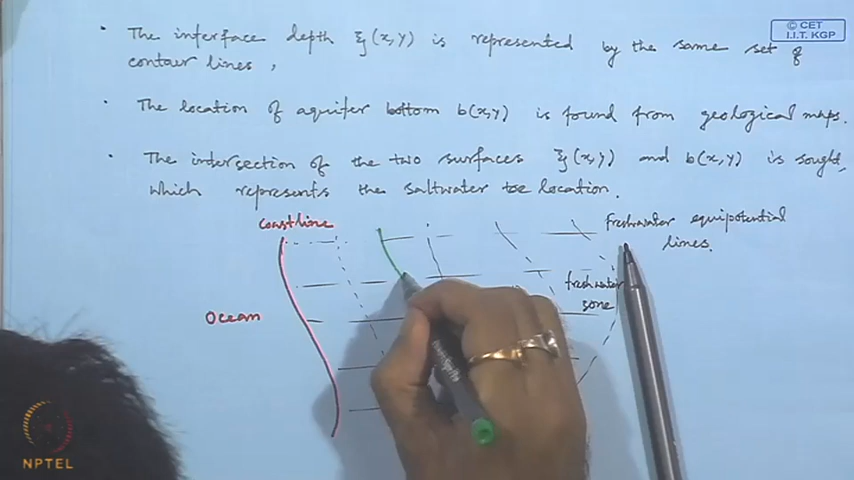 © CET
I.I.T. KGP
· The interface depth ξ(x,y) is represented by the same set of
contour lines,
· The location of aquifer bottom b(x,y) is found from geological maps.
· The intersection of the two surfaces ξ(x,y) and b(x,y) is sought,
which represents the saltwater toe location.
coastline
freshwater equipotential
lines.
freshwater
zone
Ocean
NPTEL